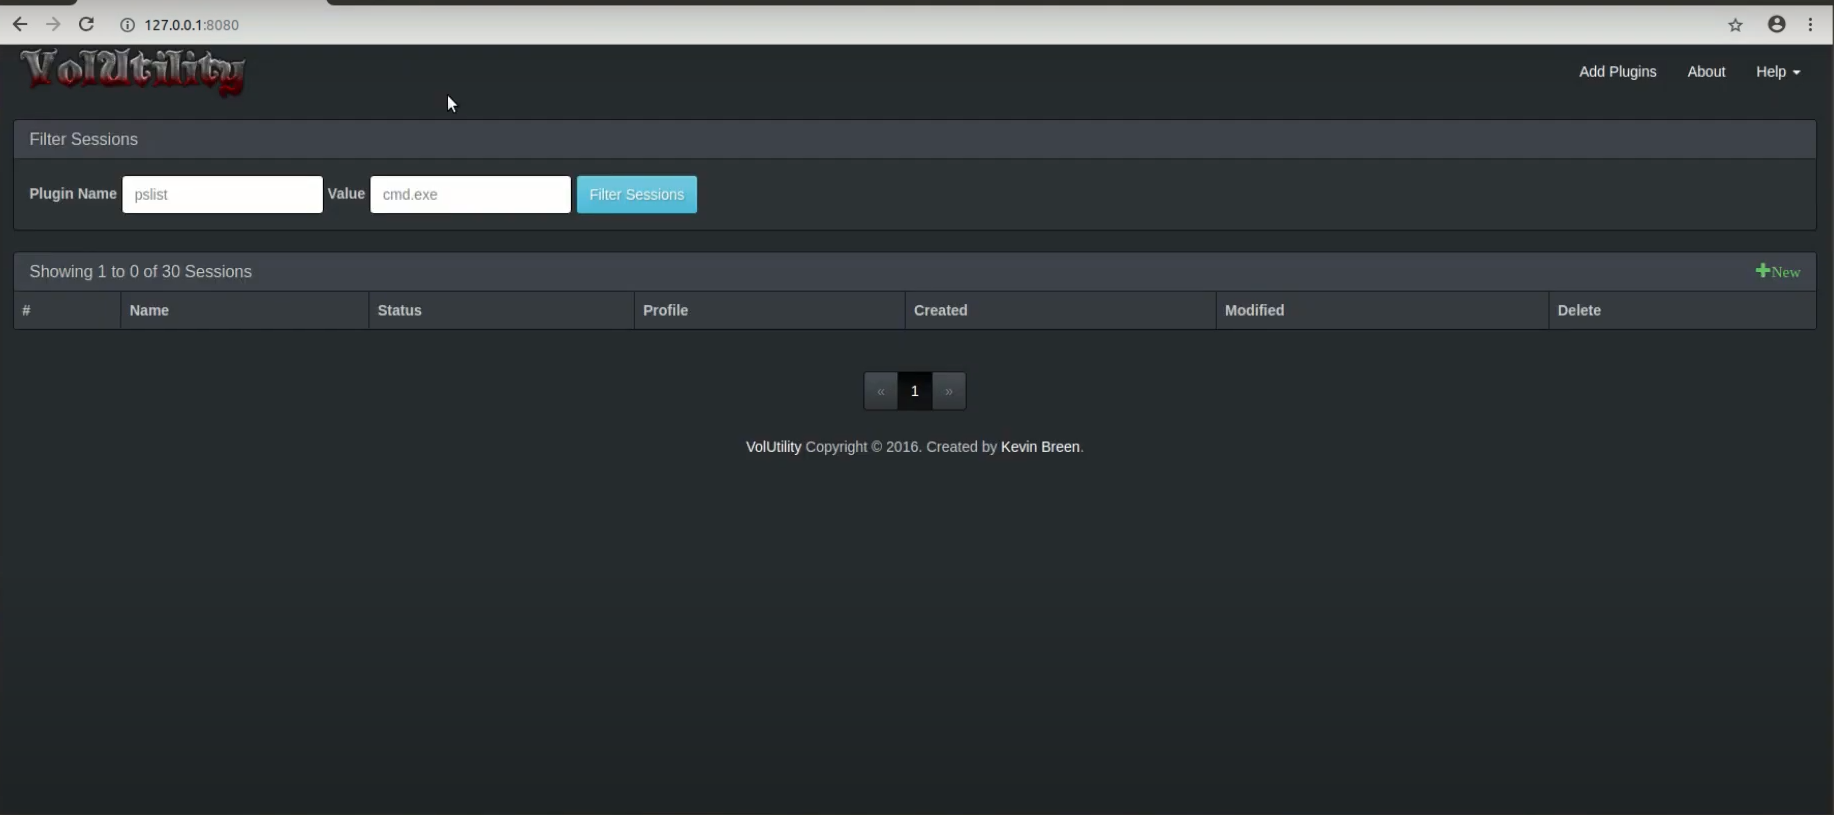 127.0.0.1:8080
VolUtility
Add Plugins About Help
Filter Sessions
Plugin Name pslist Value cmd.exe Filter Sessions
Showing 1 to 0 of 30 Sessions +New
# Name Status Profile Created Modified Delete
« 1 »
VolUtility Copyright © 2016. Created by Kevin Breen.